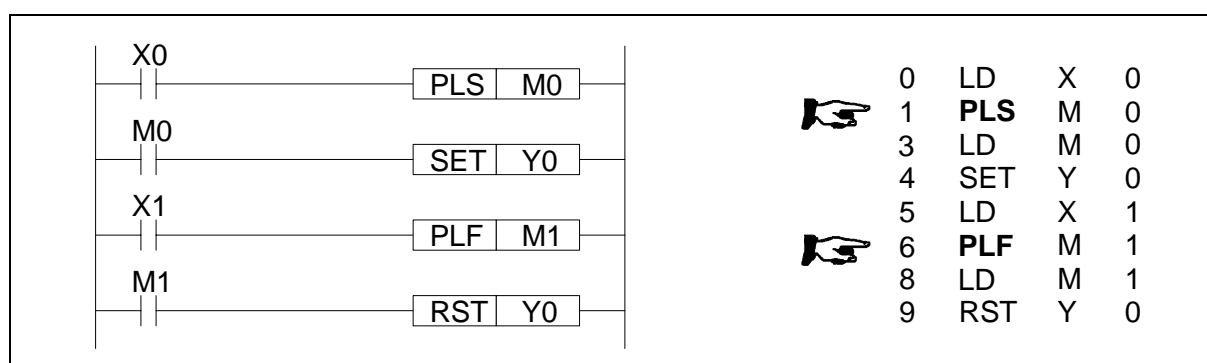 X0
PLS M0
M0
SET Y0
X1
PLF M1
M1
RST Y0
0 LD X 0
1 PLS M 0
3 LD M 0
4 SET Y 0
5 LD X 1
6 PLF M 1
8 LD M 1
9 RST Y 0